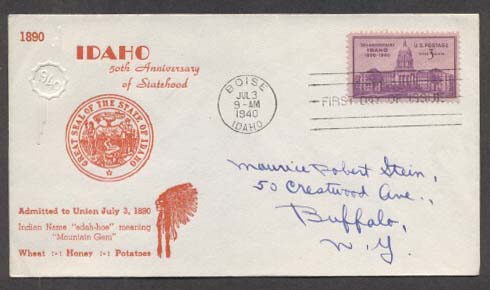 1890
IDAHO
50th Anniversary
of Statehood
GREAT SEAL OF THE STATE OF IDAHO
Admitted to Union July 3, 1890
Indian Name "edah-hoe" meaning
"Mountain Gem"
Wheat :-: Honey :-: Potatoes
BOISE
JUL 3
9-AM
1940
IDAHO
IDAHO
1890-1940
U.S. POSTAGE
3
FIRST DAY OF ISSUE
Maurice Robert Stein,
50 Crestwood Ave.,
Buffalo,
N.Y.